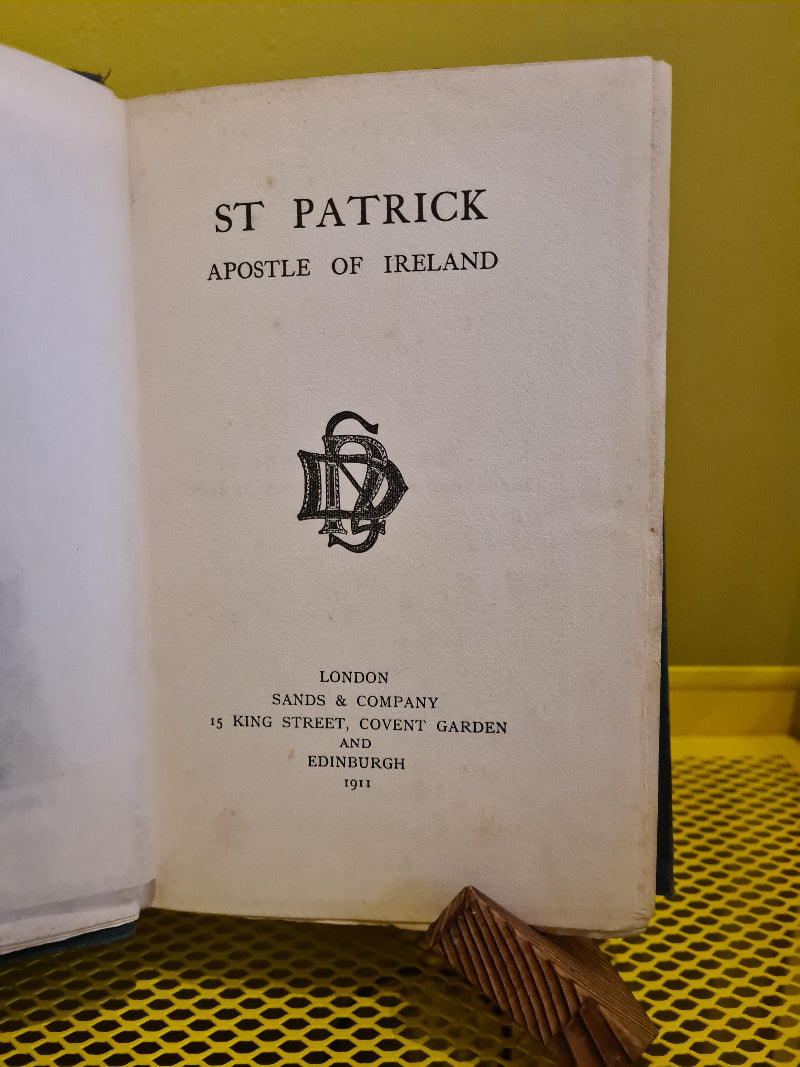 ST PATRICK
APOSTLE OF IRELAND
LONDON
SANDS & COMPANY
15 KING STREET, COVENT GARDEN
AND
EDINBURGH
1911